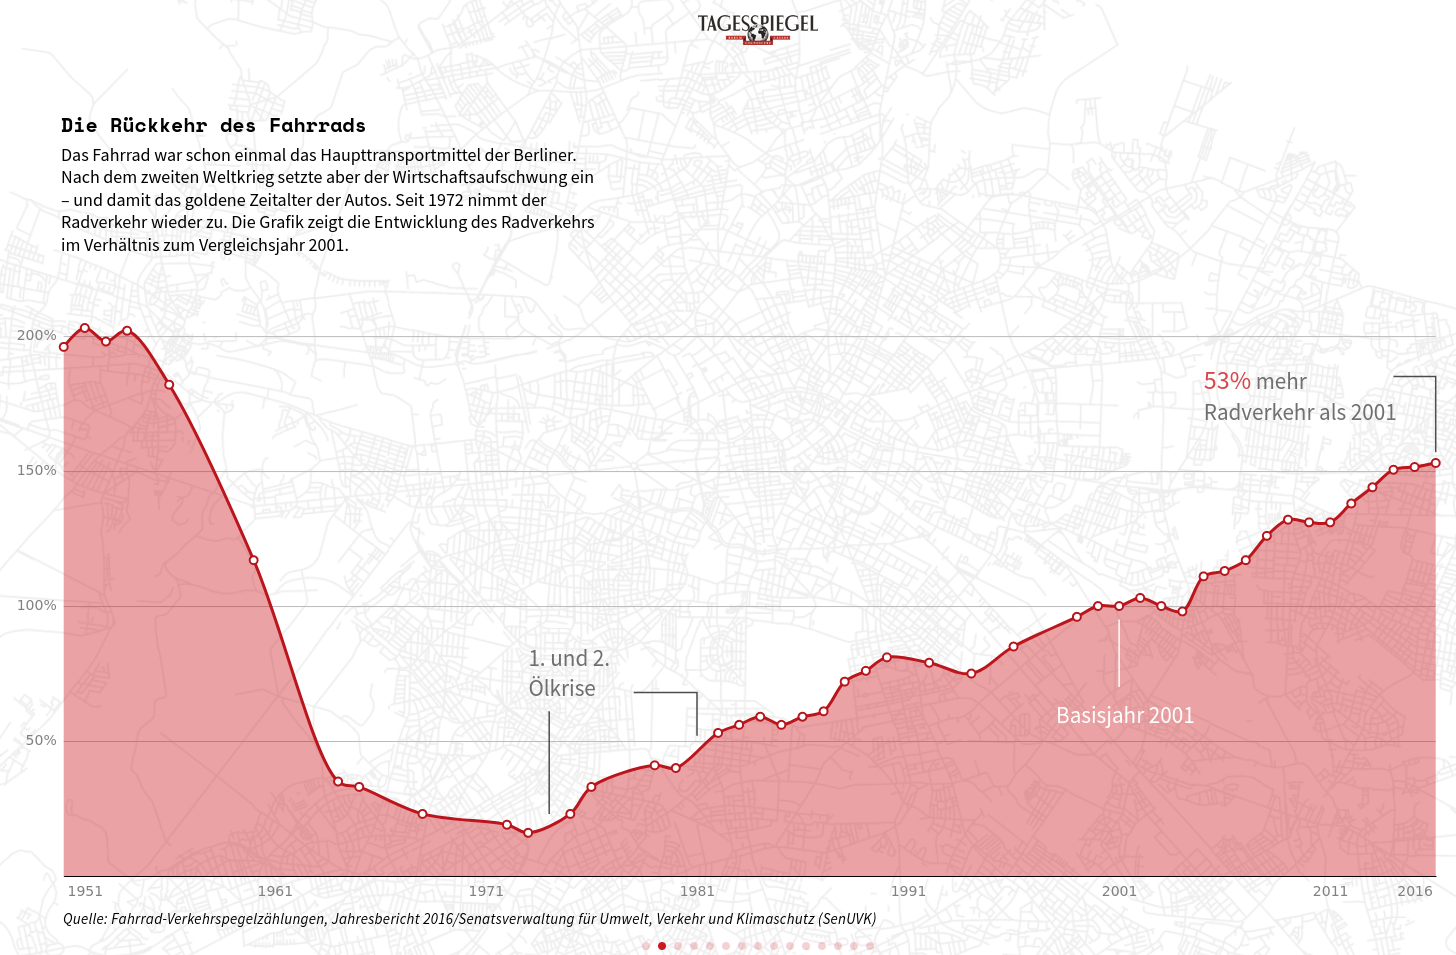 TAGESSPIEGEL
Die Rückkehr des Fahrrads
Das Fahrrad war schon einmal das Haupttransportmittel der Berliner.
Nach dem zweiten Weltkrieg setzte aber der Wirtschaftsaufschwung ein
– und damit das goldene Zeitalter der Autos. Seit 1972 nimmt der
Radverkehr wieder zu. Die Grafik zeigt die Entwicklung des Radverkehrs
im Verhältnis zum Vergleichsjahr 2001.
200%
53% mehr
Radverkehr als 2001
150%
100%
1. und 2.
Ölkrise
Basisjahr 2001
50%
1951 1961 1971 1981 1991 2001 2011 2016
Quelle: Fahrrad-Verkehrspegelzählungen, Jahresbericht 2016/Senatsverwaltung für Umwelt, Verkehr und Klimaschutz (SenUVK)